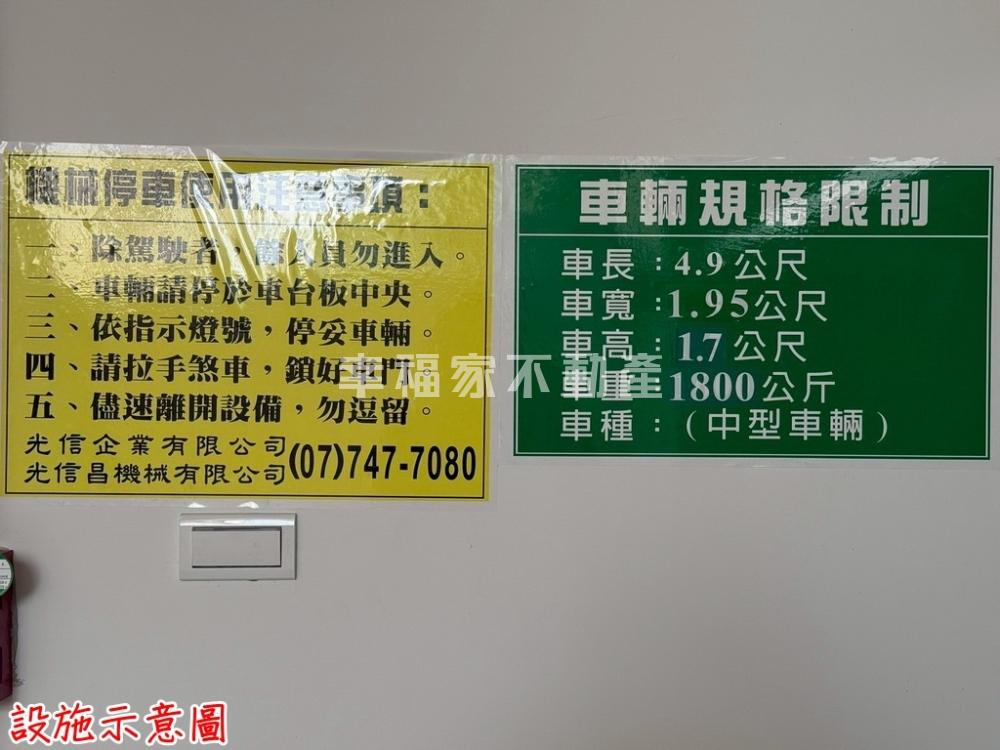 機械停車使用注意事項：
一、除駕駛者，餘人員勿進入。
二、車輛請停於車台板中央。
三、依指示燈號，停妥車輛。
四、請拉手煞車，鎖好車門。
五、儘速離開設備，勿逗留。
光信企業有限公司
光信昌機械有限公司
(07)747-7080
車輛規格限制
車長：4.9公尺
車寬：1.95公尺
車高：1.7公尺
車重：1800公斤
車種：(中型車輛)
幸福家不動產
設施示意圖